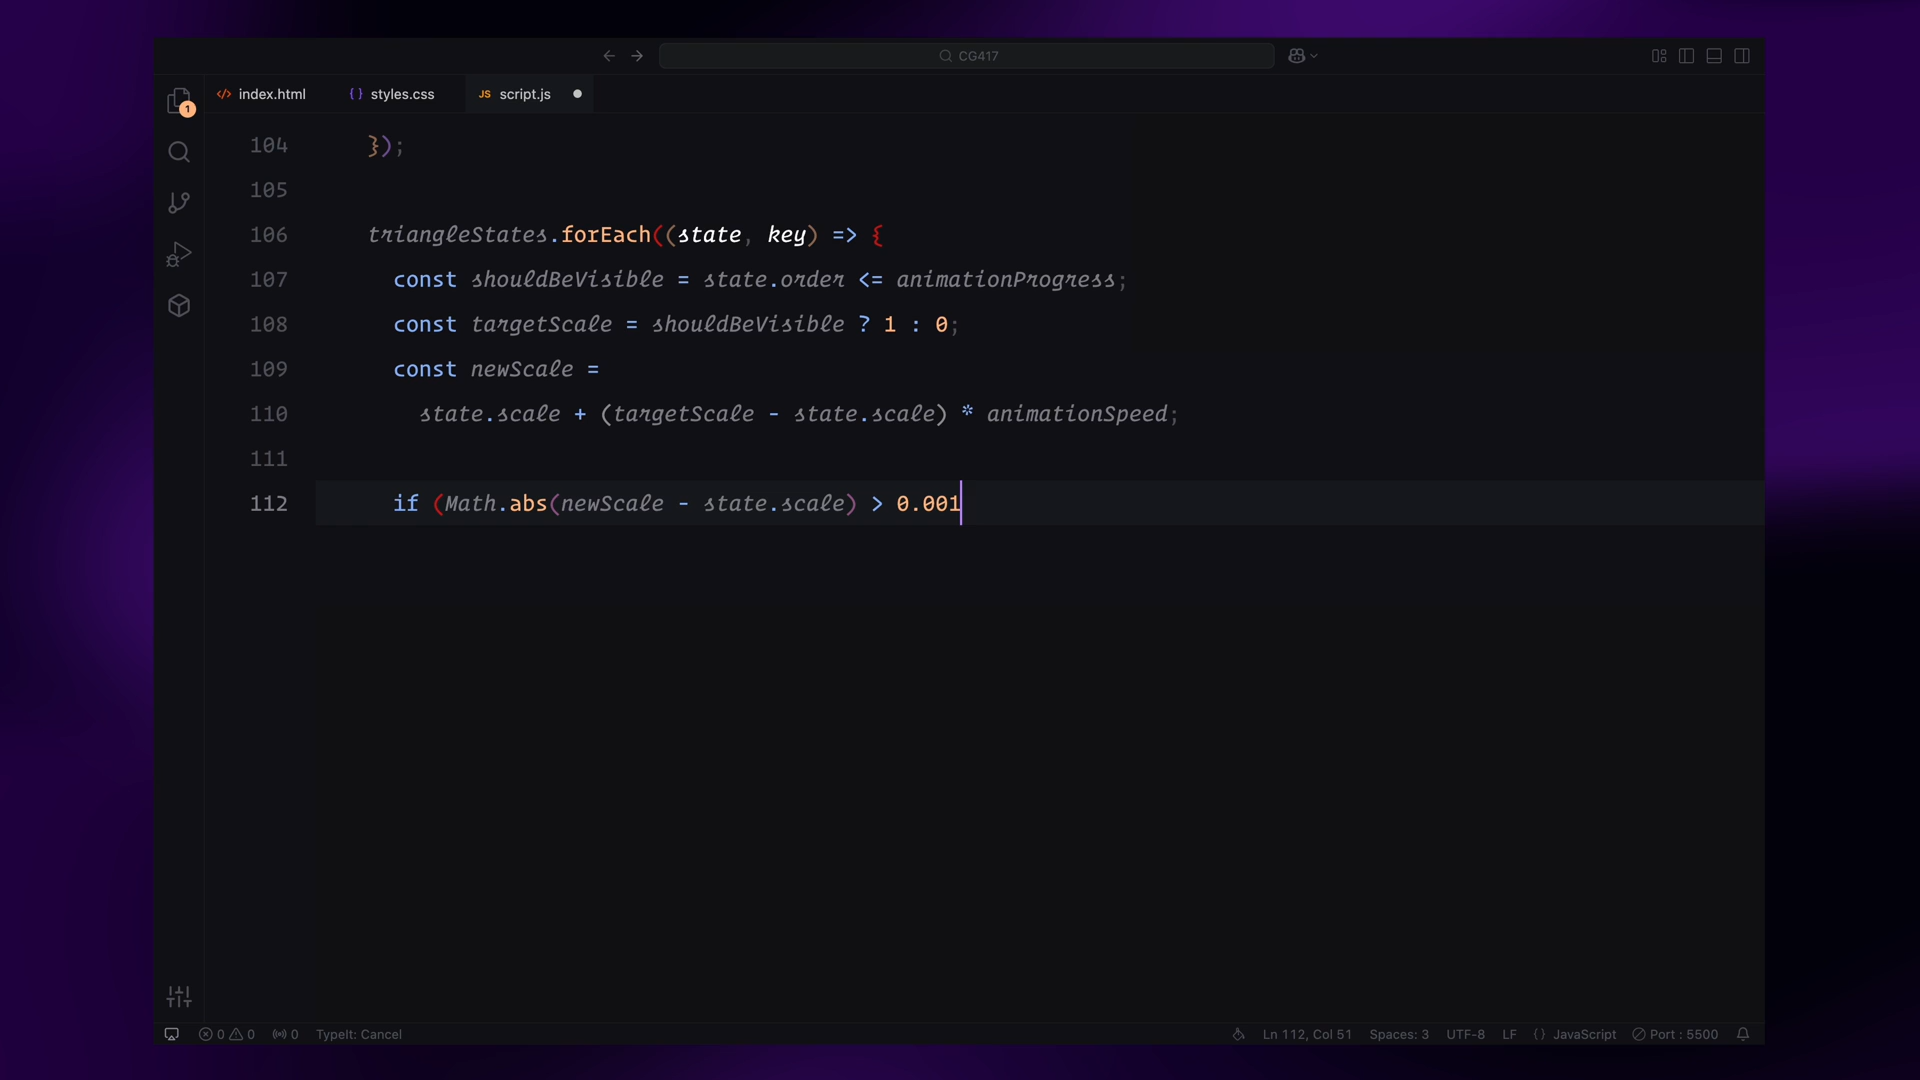 CG417
index.html
styles.css
JS script.js
1
104 });
105
106 triangleStates.forEach((state, key) => {
107 const shouldBeVisible = state.order <= animationProgress;
108 const targetScale = shouldBeVisible ? 1 : 0;
109 const newScale =
110 state.scale + (targetScale - state.scale) * animationSpeed;
111
112 if (Math.abs(newScale - state.scale) > 0.001
0 0 0 TypeIt: Cancel Ln 112, Col 51 Spaces: 3 UTF-8 LF {} JavaScript Port : 5500